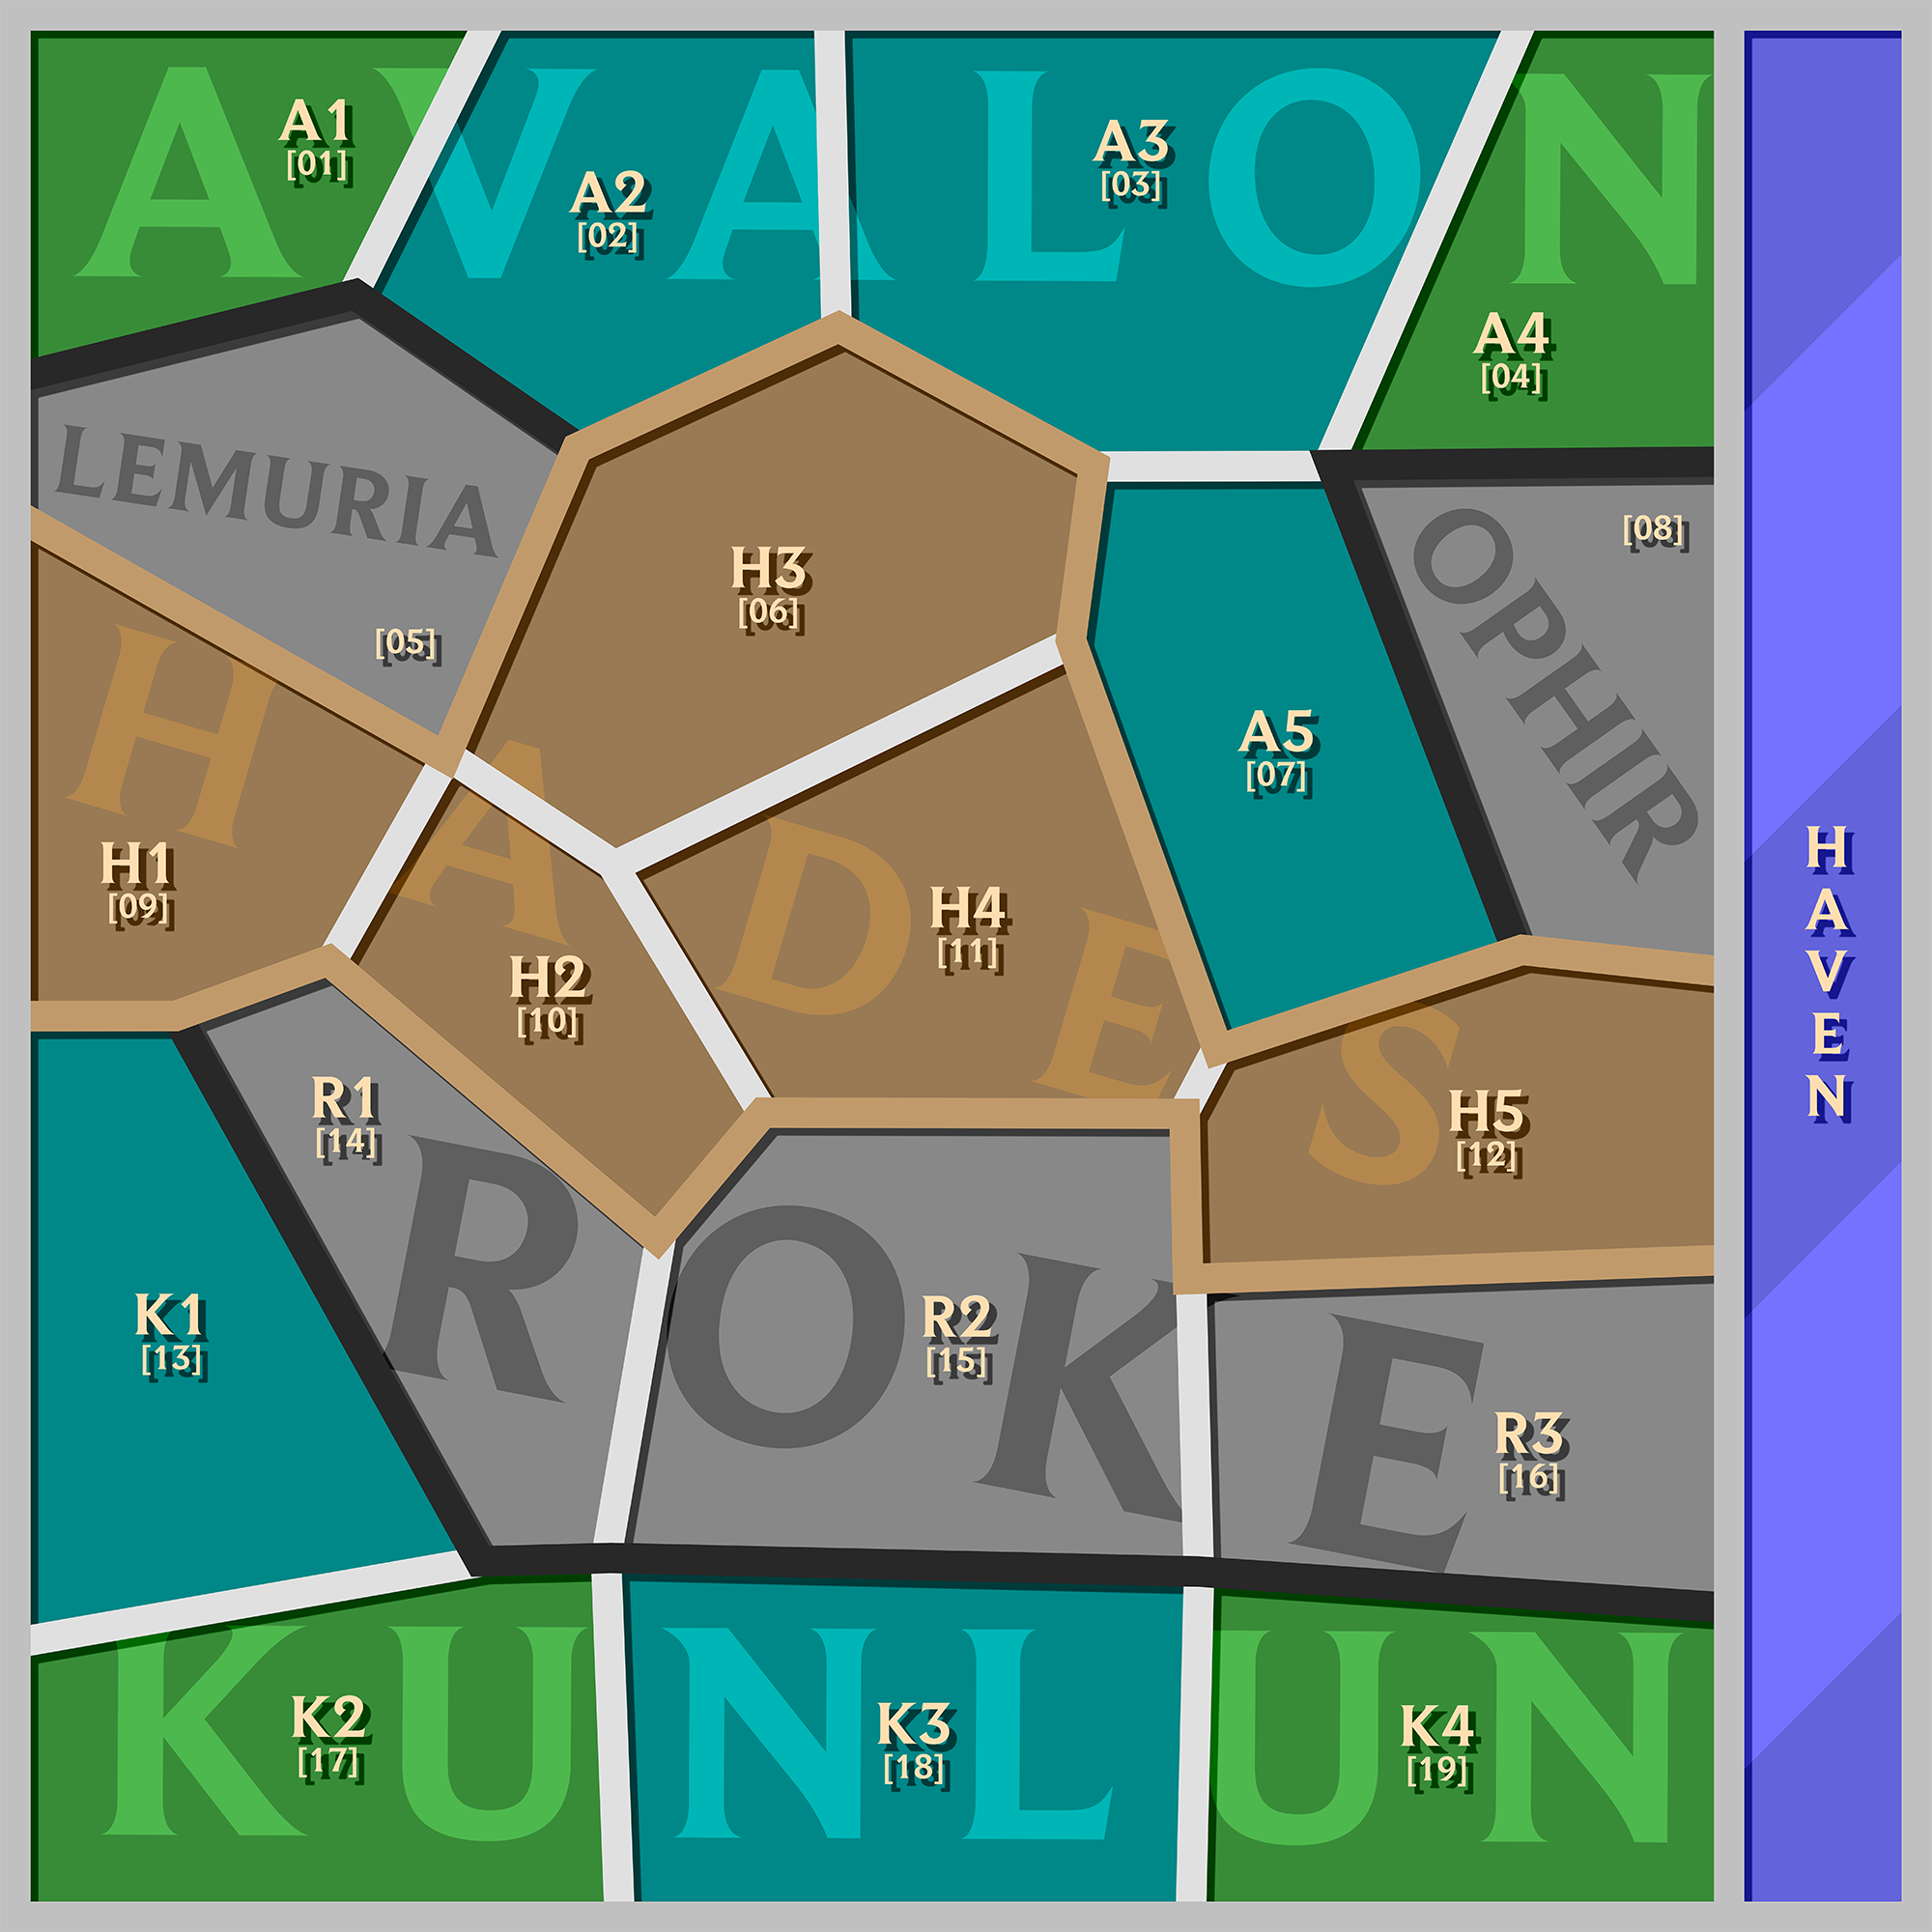 AVALON
A1
[01]
A2
[02]
A3
[03]
A4
[04]
LEMURIA
[05]
H3
[06]
A5
[07]
OPHIR
[08]
HADES
H1
[09]
H2
[10]
H4
[11]
H5
[12]
HAVEN
K1
[13]
ROKE
R1
[14]
R2
[15]
R3
[16]
KUNLUN
K2
[17]
K3
[18]
K4
[19]